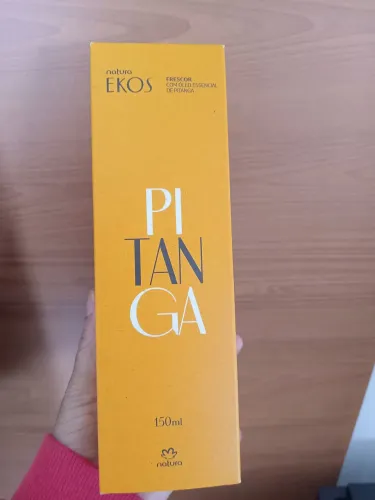 natura
EKOS
FRESCOR
COM ÓLEO ESSENCIAL
DE PITANGA
PI
TAN
GA
150ml
natura